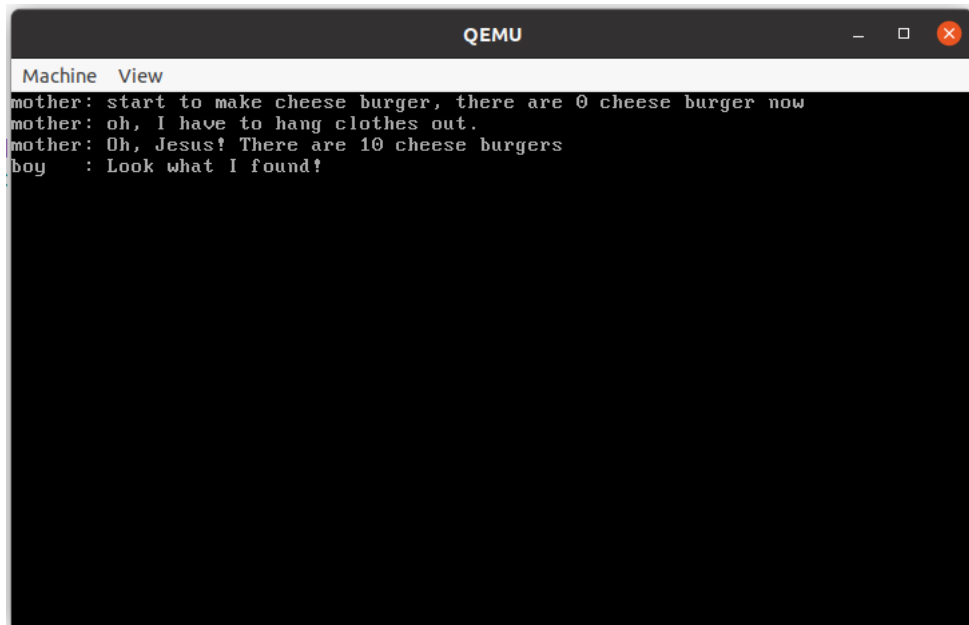 QEMU
Machine View
mother: start to make cheese burger, there are 0 cheese burger now
mother: oh, I have to hang clothes out.
mother: Oh, Jesus! There are 10 cheese burgers
boy   : Look what I found!